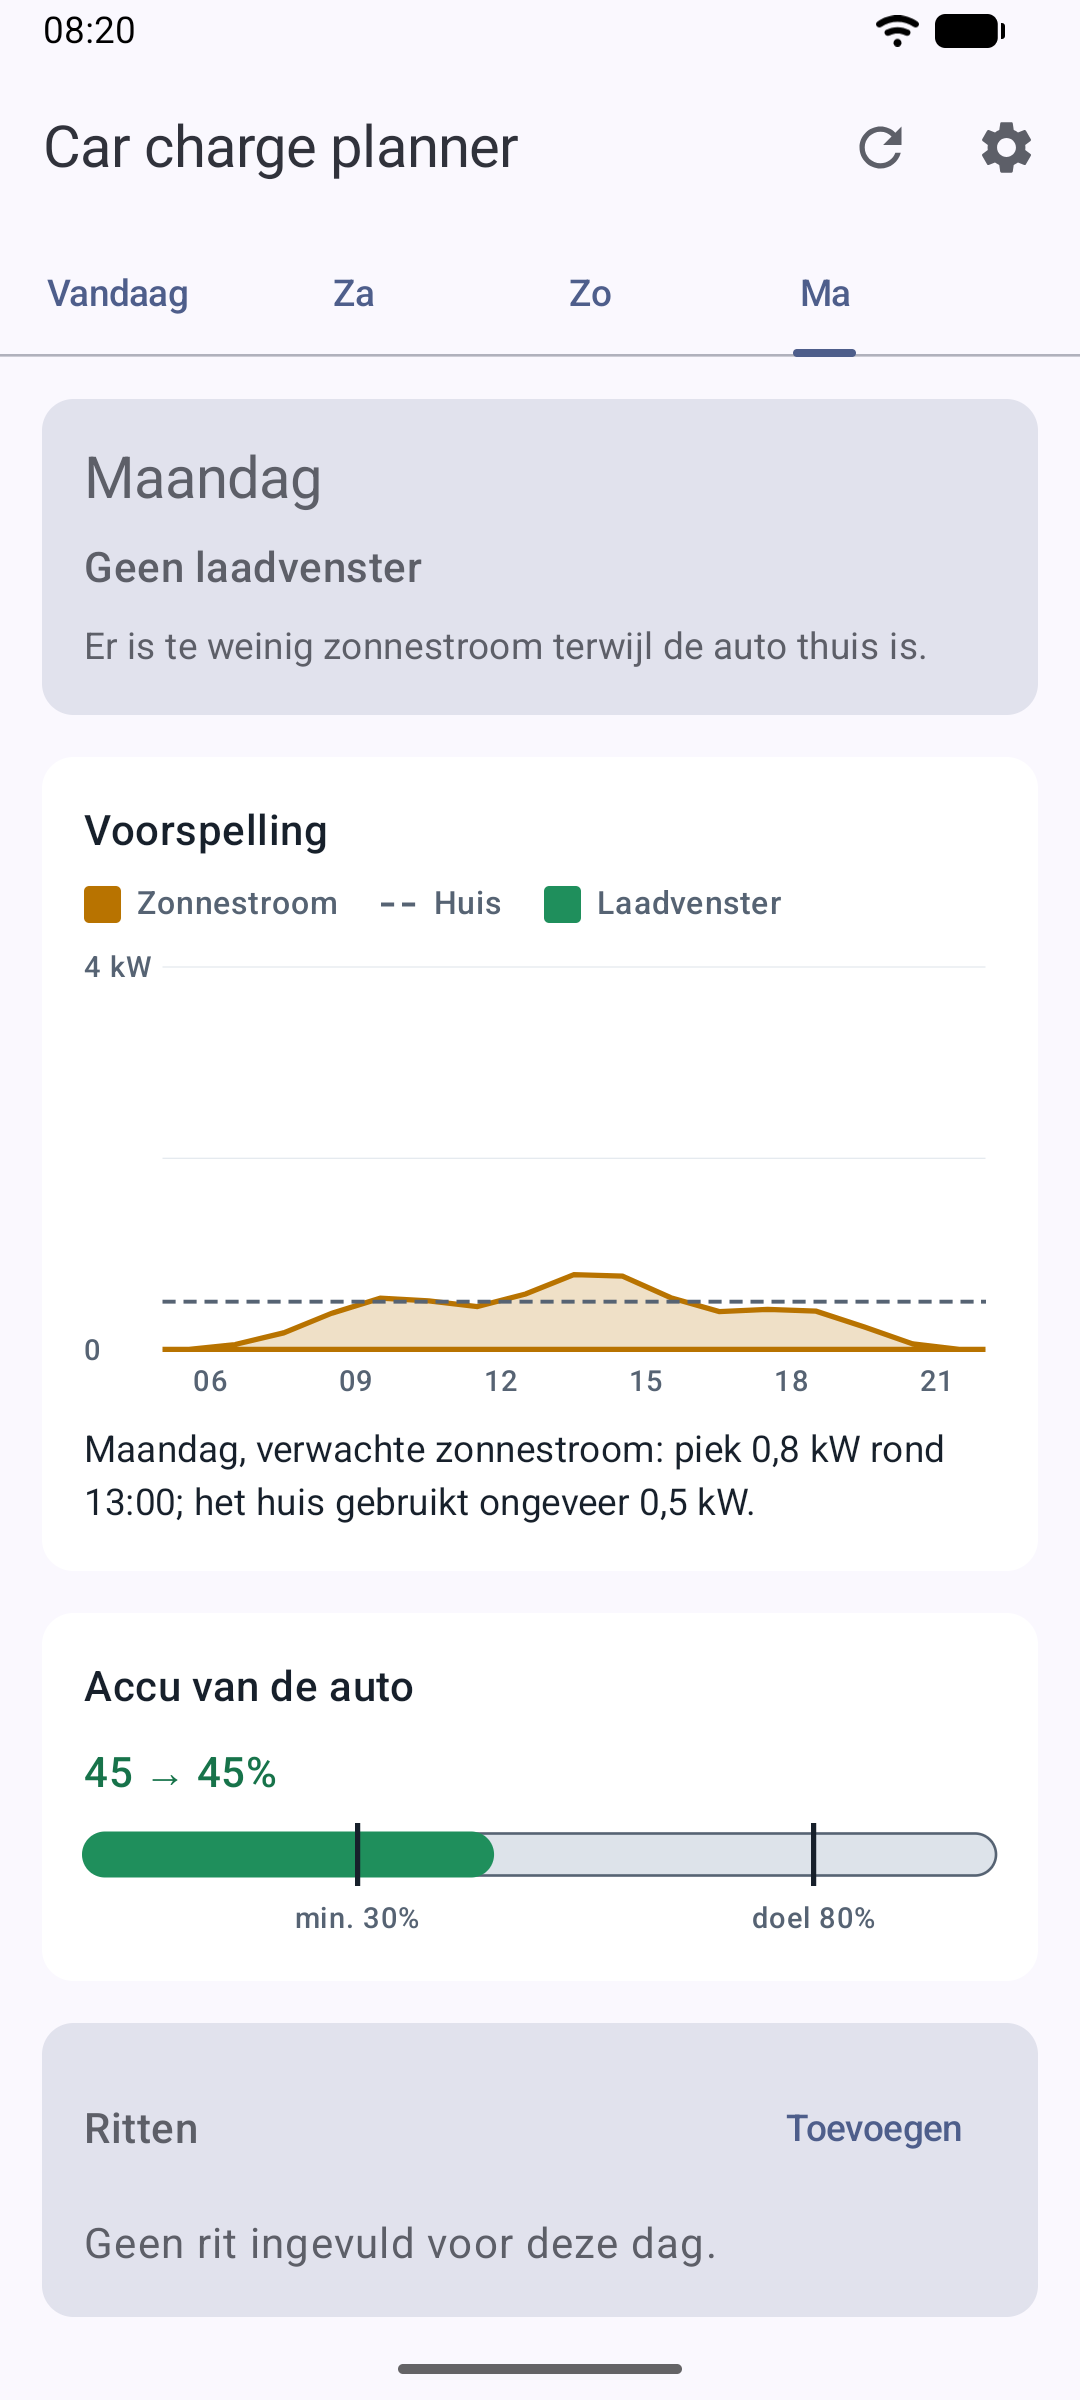 08:20
Car charge planner
Vandaag Za Zo Ma
Maandag
Geen laadvenster
Er is te weinig zonnestroom terwijl de auto thuis is.
Voorspelling
Zonnestroom Huis Laadvenster
4 kW
0
06 09 12 15 18 21
Maandag, verwachte zonnestroom: piek 0,8 kW rond
13:00; het huis gebruikt ongeveer 0,5 kW.
Accu van de auto
45 → 45%
min. 30% doel 80%
Ritten Toevoegen
Geen rit ingevuld voor deze dag.